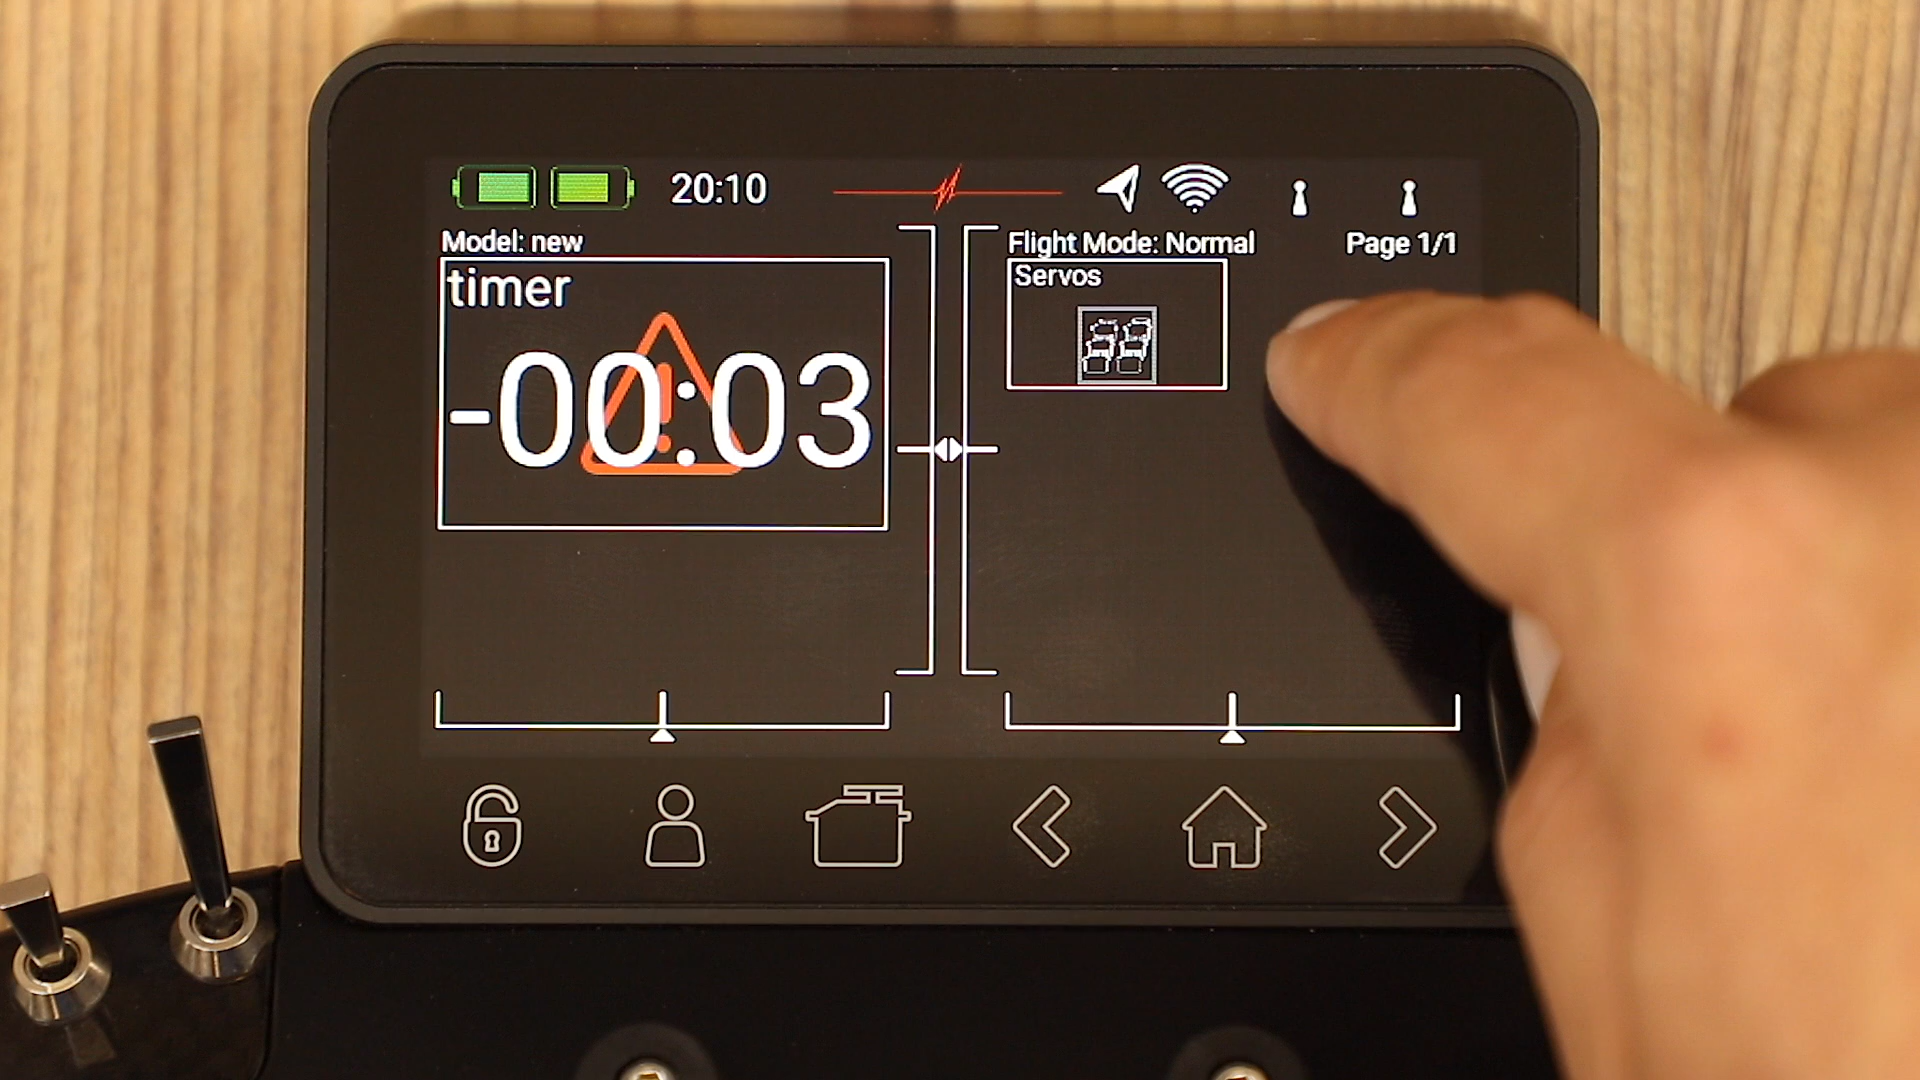 20:10
Model: new
Flight Mode: Normal
Page 1/1
timer
-00:03
Servos